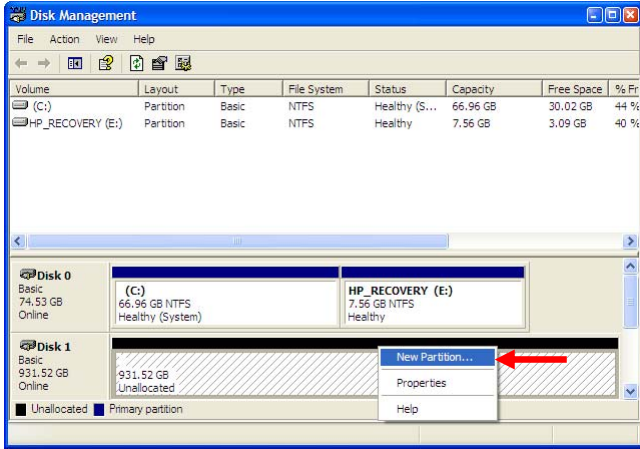 Disk Management
File Action View Help
Volume Layout Type File System Status Capacity Free Space % Fr
(C:) Partition Basic NTFS Healthy (S... 66.96 GB 30.02 GB 44 %
HP_RECOVERY (E:) Partition Basic NTFS Healthy 7.56 GB 3.09 GB 40 %
Disk 0
Basic
74.53 GB
Online
(C:)
66.96 GB NTFS
Healthy (System)
HP_RECOVERY (E:)
7.56 GB NTFS
Healthy
Disk 1
Basic
931.52 GB
Online
931.52 GB
Unallocated
New Partition...
Properties
Help
Unallocated Primary partition